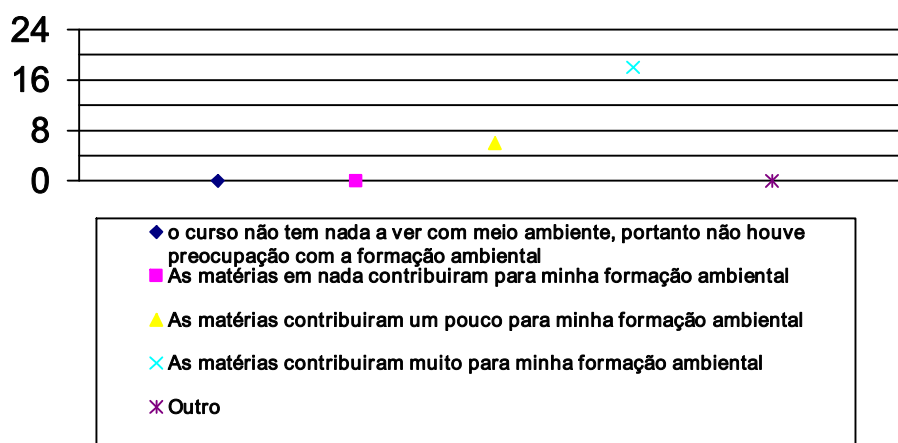 24
16
8
0
o curso não tem nada a ver com meio ambiente, portanto não houve
preocupação com a formação ambiental
As matérias em nada contribuiram para minha formação ambiental
As matérias contribuiram um pouco para minha formação ambiental
As matérias contribuiram muito para minha formação ambiental
Outro